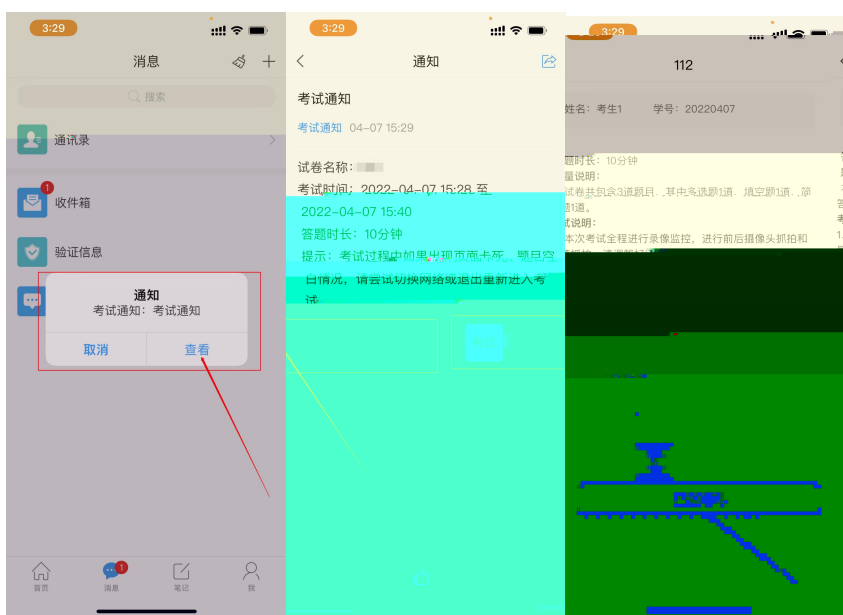 3:29
消息
搜索
通讯录
1
收件箱
验证信息
通知
考试通知：考试通知
取消
查看
首页
1
消息
笔记
我
3:29
通知
考试通知
考试通知 04-07 15:29
试卷名称：
考试时间：2022-04-07 15:28 至
2022-04-07 15:40
答题时长：10分钟
提示：考试过程中如果出现页面卡死、题目空
白情况，请尝试切换网络或退出重新进入考
试
3:29
112
姓名：考生1 学号：20220407
题时长：10分钟
量说明：
试卷共包含3道题目，其中多选题1道，填空题1道，
题1道。
试说明：
本次考试全程进行录像监控，进行前后摄像头抓拍和